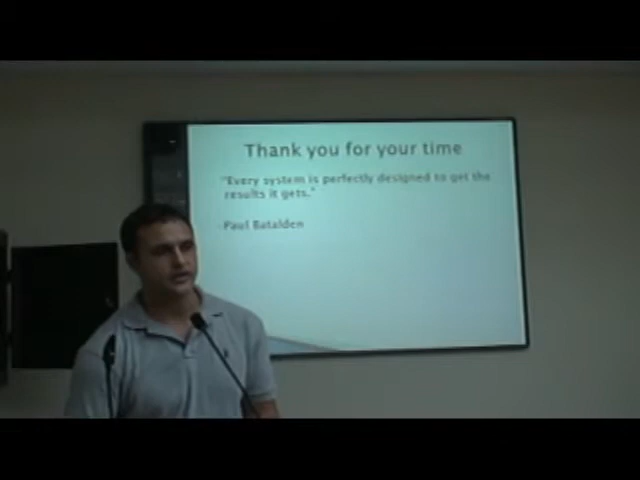 Thank you for your time
"Every system is perfectly designed to get the
results it gets."
-Paul Batalden